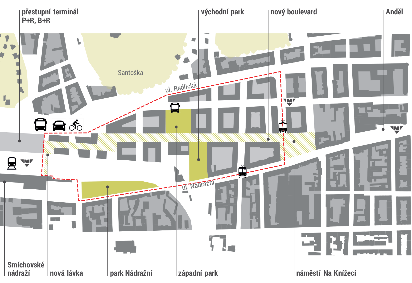 přestupní terminál
P+R, B+R
východní park
nový boulevard
Anděl
Santoška
ul. Radlická
ul. Nádražní
Smíchovské
nádraží
nová lávka
park Nádražní
západní park
náměstí Na Knížecí